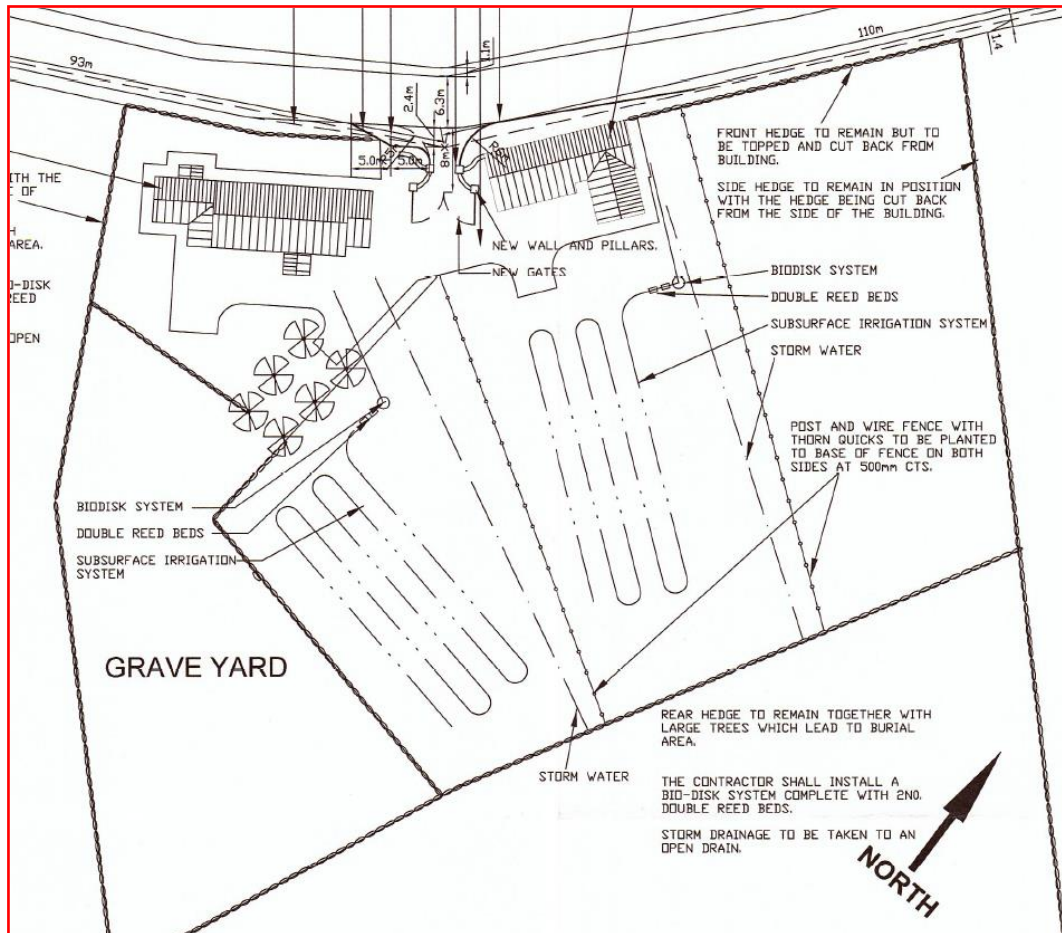 93m
110m
1.4
1.1m
2.4m
6.3m
5.0m
5.0m
8m
FRONT HEDGE TO REMAIN BUT TO
BE TOPPED AND CUT BACK FROM
BUILDING.
SIDE HEDGE TO REMAIN IN POSITION
WITH THE HEDGE BEING CUT BACK
FROM THE SIDE OF THE BUILDING.
WITH THE
OF
AREA.
REED
OPEN
NEW WALL AND PILLARS.
NEW GATES
BIODISK SYSTEM
DOUBLE REED BEDS
SUBSURFACE IRRIGATION SYSTEM
STORM WATER
POST AND WIRE FENCE WITH
THORN QUICKS TO BE PLANTED
TO BASE OF FENCE ON BOTH
SIDES AT 500mm CTS.
BIODISK SYSTEM
DOUBLE REED BEDS
SUBSURFACE IRRIGATION
SYSTEM
GRAVE YARD
STORM WATER
REAR HEDGE TO REMAIN TOGETHER WITH
LARGE TREES WHICH LEAD TO BURIAL
AREA.
THE CONTRACTOR SHALL INSTALL A
BIO-DISK SYSTEM COMPLETE WITH 2NO.
DOUBLE REED BEDS.
STORM DRAINAGE TO BE TAKEN TO AN
OPEN DRAIN.
NORTH